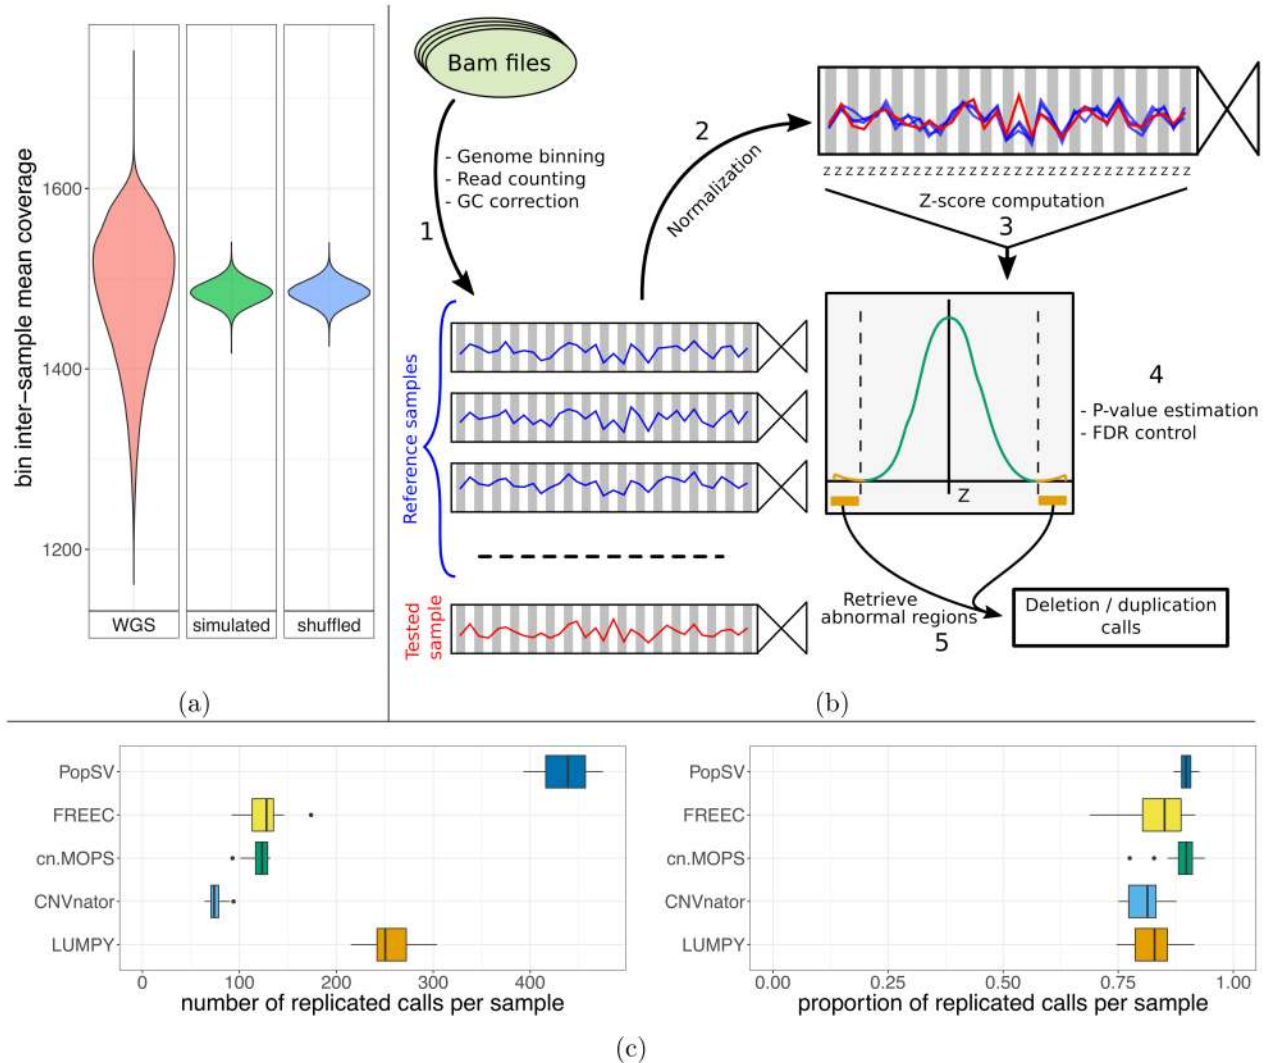 bin inter−sample mean coverage
1600
1400
1200
WGS
simulated
shuffled
(a)
Bam files
- Genome binning
- Read counting
- GC correction
1
2
Normalization
z z z z z z z z z z z z z z z z z z z z z z z z z z z z z z z z z z
Z-score computation
3
Reference samples
Tested
sample
Z
4
- P-value estimation
- FDR control
Retrieve
abnormal regions
5
Deletion / duplication
calls
(b)
PopSV
FREEC
cn.MOPS
CNVnator
LUMPY
0 100 200 300 400
number of replicated calls per sample
PopSV
FREEC
cn.MOPS
CNVnator
LUMPY
0.00 0.25 0.50 0.75 1.00
proportion of replicated calls per sample
(c)